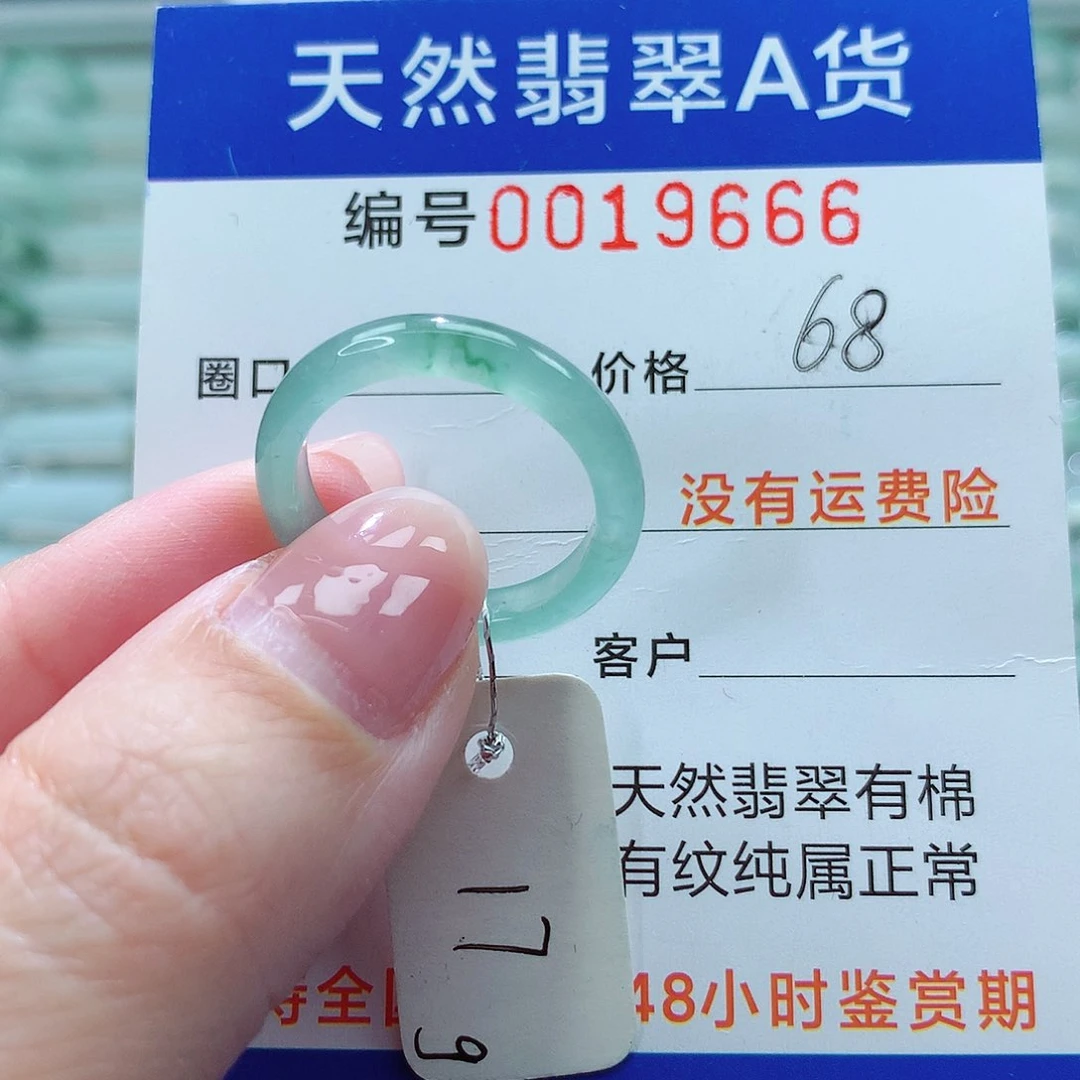 天然翡翠A货
编号0019666
圈口
价格 68
没有运费险
客户
天然翡翠有棉
有纹纯属正常
48小时鉴赏期
17
9